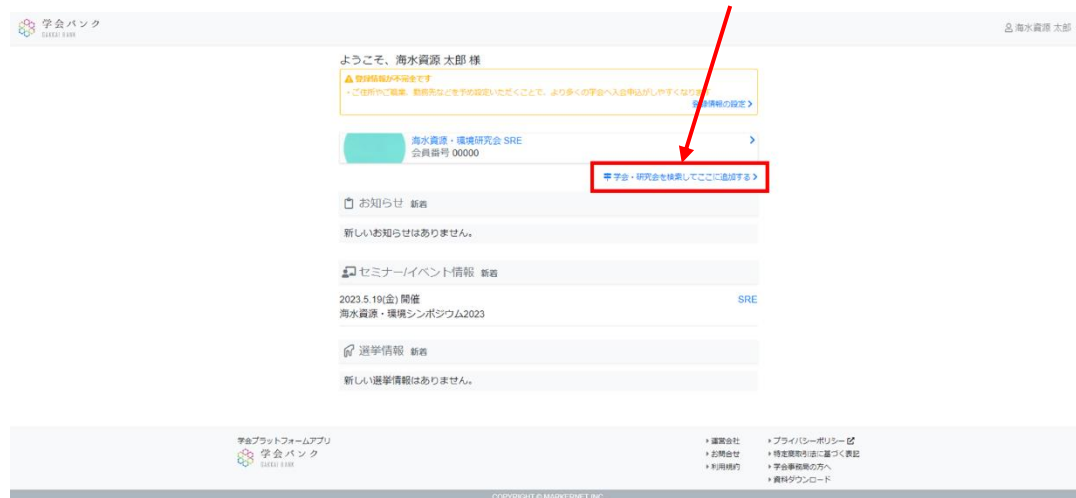 学会バンク
GAKKAI BANK
海水資源 太郎
ようこそ、海水資源 太郎 様
登録情報が不完全です
・ご住所やご職業、勤務先などを予め設定いただくことで、より多くの学会へ入会申込がしやすくなります
登録情報の設定
海水資源・環境研究会 SRE
会員番号 00000
学会・研究会を検索してここに追加する
お知らせ 新着
新しいお知らせはありません。
セミナー/イベント情報 新着
2023.5.19(金) 開催 SRE
海水資源・環境シンポジウム2023
選挙情報 新着
新しい選挙情報はありません。
学会プラットフォームアプリ
学会バンク
GAKKAI BANK
運営会社
お問合せ
利用規約
プライバシーポリシー
特定商取引法に基づく表記
学会事務局の方へ
資料ダウンロード
COPYRIGHT © MARKERNET INC.